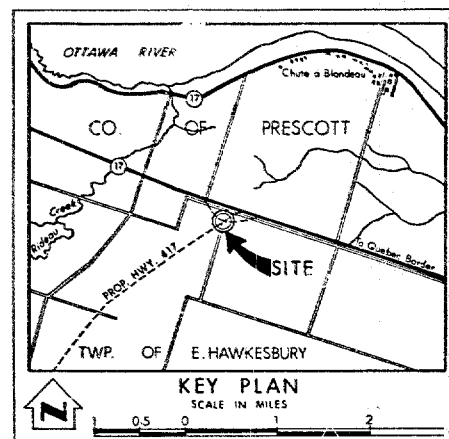 OTTAWA RIVER
Chute à Blondeau
17
CO. OF PRESCOTT
17
Rideau Creek
To Quebec Border
SITE
PROP. HWY. 417
TWP. OF E. HAWKESBURY
N
KEY PLAN
SCALE IN MILES
1 0.5 0 1 2